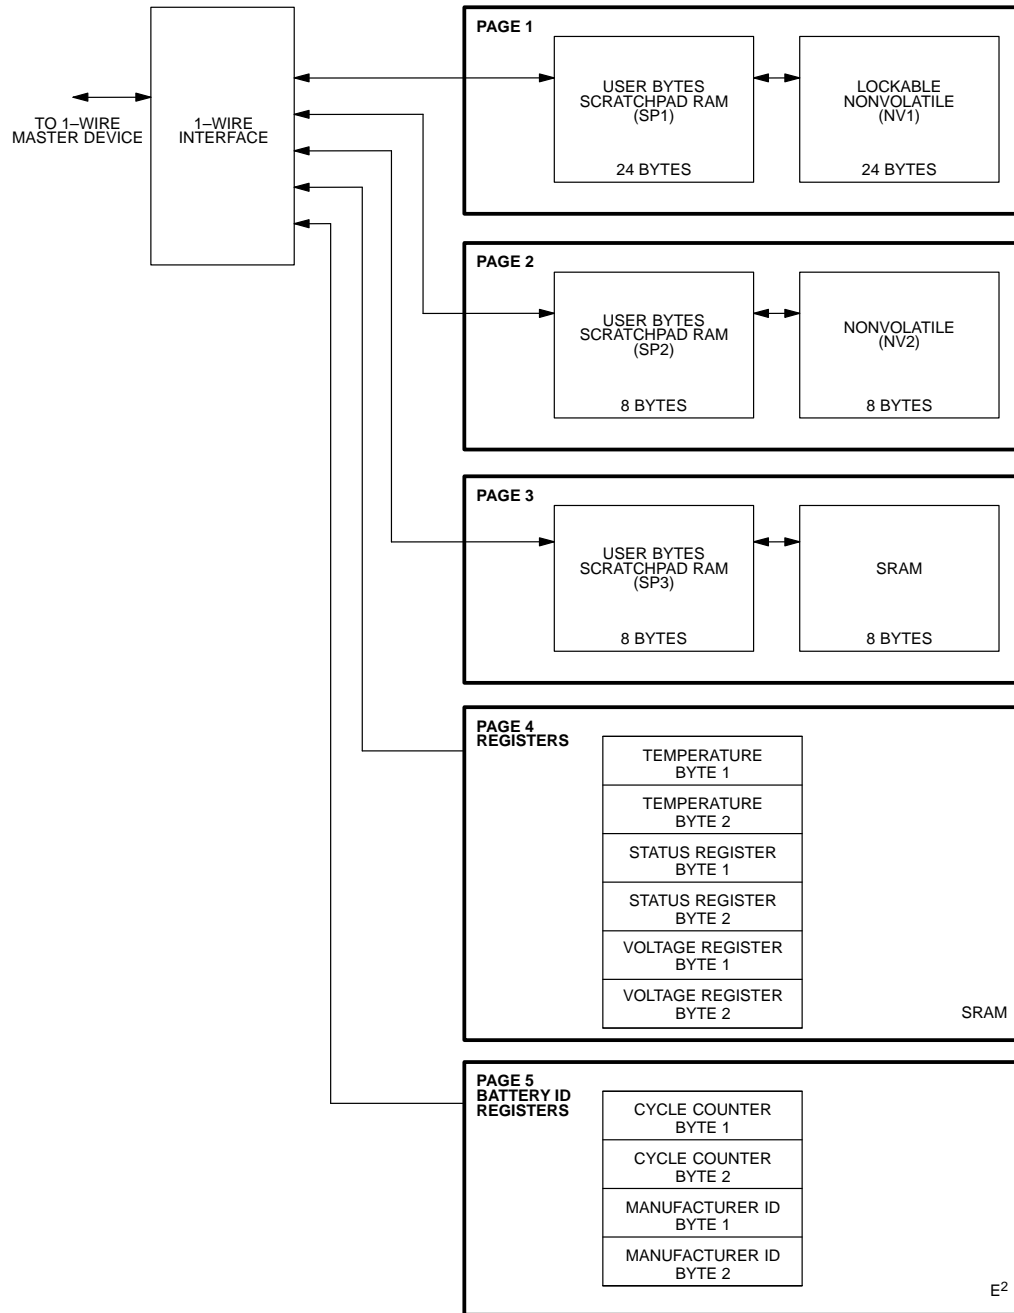 TO 1–WIRE
MASTER DEVICE
1–WIRE
INTERFACE
PAGE 1
USER BYTES
SCRATCHPAD RAM
(SP1)
24 BYTES
LOCKABLE
NONVOLATILE
(NV1)
24 BYTES
PAGE 2
USER BYTES
SCRATCHPAD RAM
(SP2)
8 BYTES
NONVOLATILE
(NV2)
8 BYTES
PAGE 3
USER BYTES
SCRATCHPAD RAM
(SP3)
8 BYTES
SRAM
8 BYTES
PAGE 4
REGISTERS
TEMPERATURE
BYTE 1
TEMPERATURE
BYTE 2
STATUS REGISTER
BYTE 1
STATUS REGISTER
BYTE 2
VOLTAGE REGISTER
BYTE 1
VOLTAGE REGISTER
BYTE 2
SRAM
PAGE 5
BATTERY ID
REGISTERS
CYCLE COUNTER
BYTE 1
CYCLE COUNTER
BYTE 2
MANUFACTURER ID
BYTE 1
MANUFACTURER ID
BYTE 2
E²